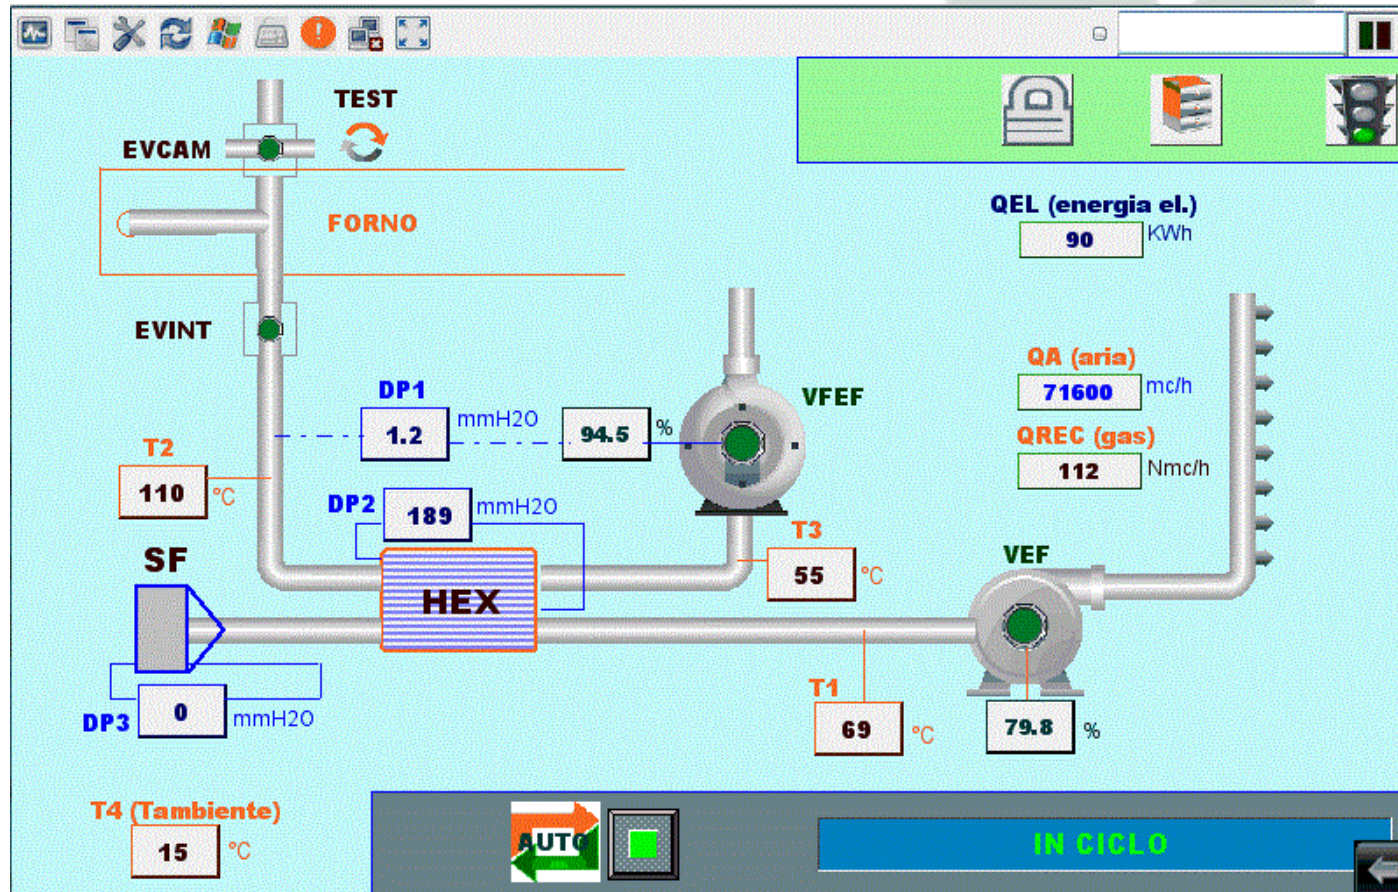 TEST
EVCAM
FORNO
QEL (energia el.)
90 KWh
EVINT
QA (aria)
71600 mc/h
DP1
1.2 mmH2O
94.5 %
VFEF
QREC (gas)
112 Nmc/h
T2
110 °C
DP2 189 mmH2O
T3
55 °C
VEF
SF
HEX
T1
69 °C
79.8 %
DP3 0 mmH2O
T4 (Tambiente)
15 °C
AUTO
IN CICLO